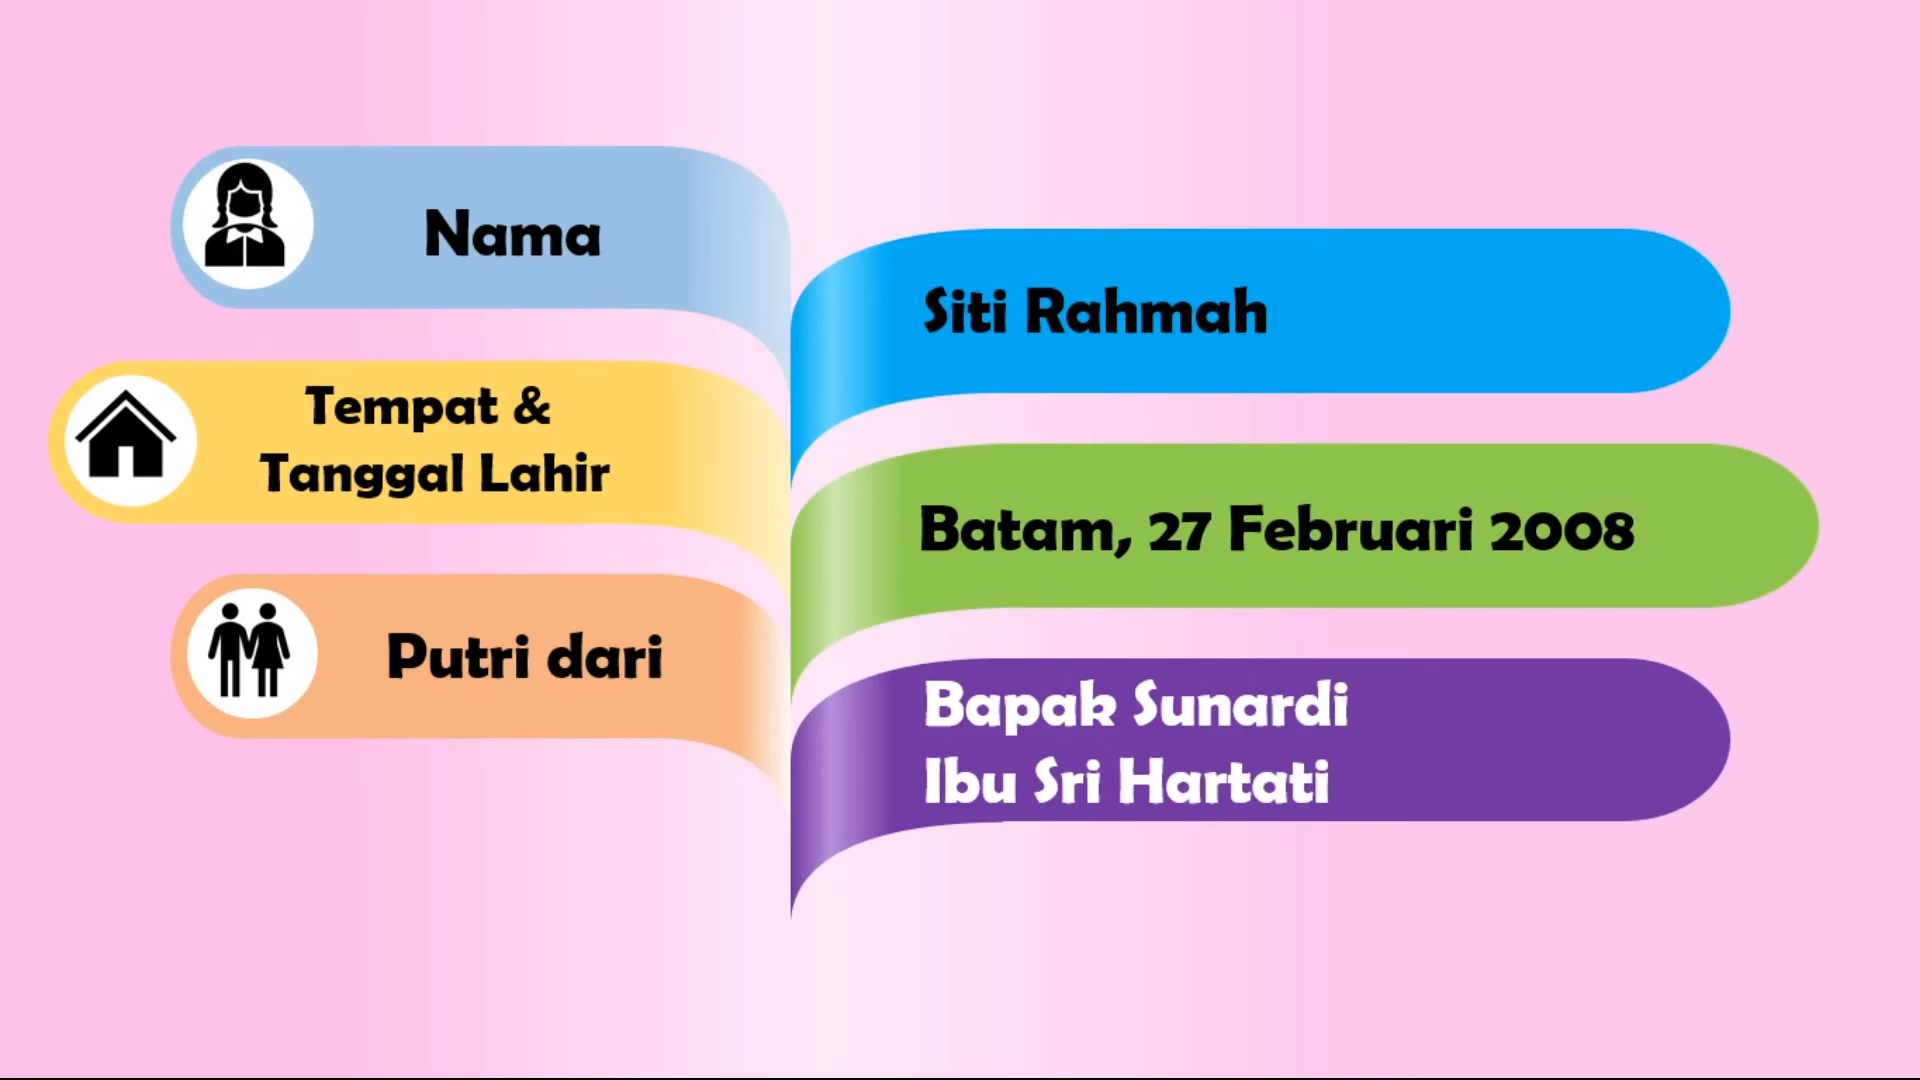 Nama
Siti Rahmah
Tempat &
Tanggal Lahir
Batam, 27 Februari 2008
Putri dari
Bapak Sunardi
Ibu Sri Hartati